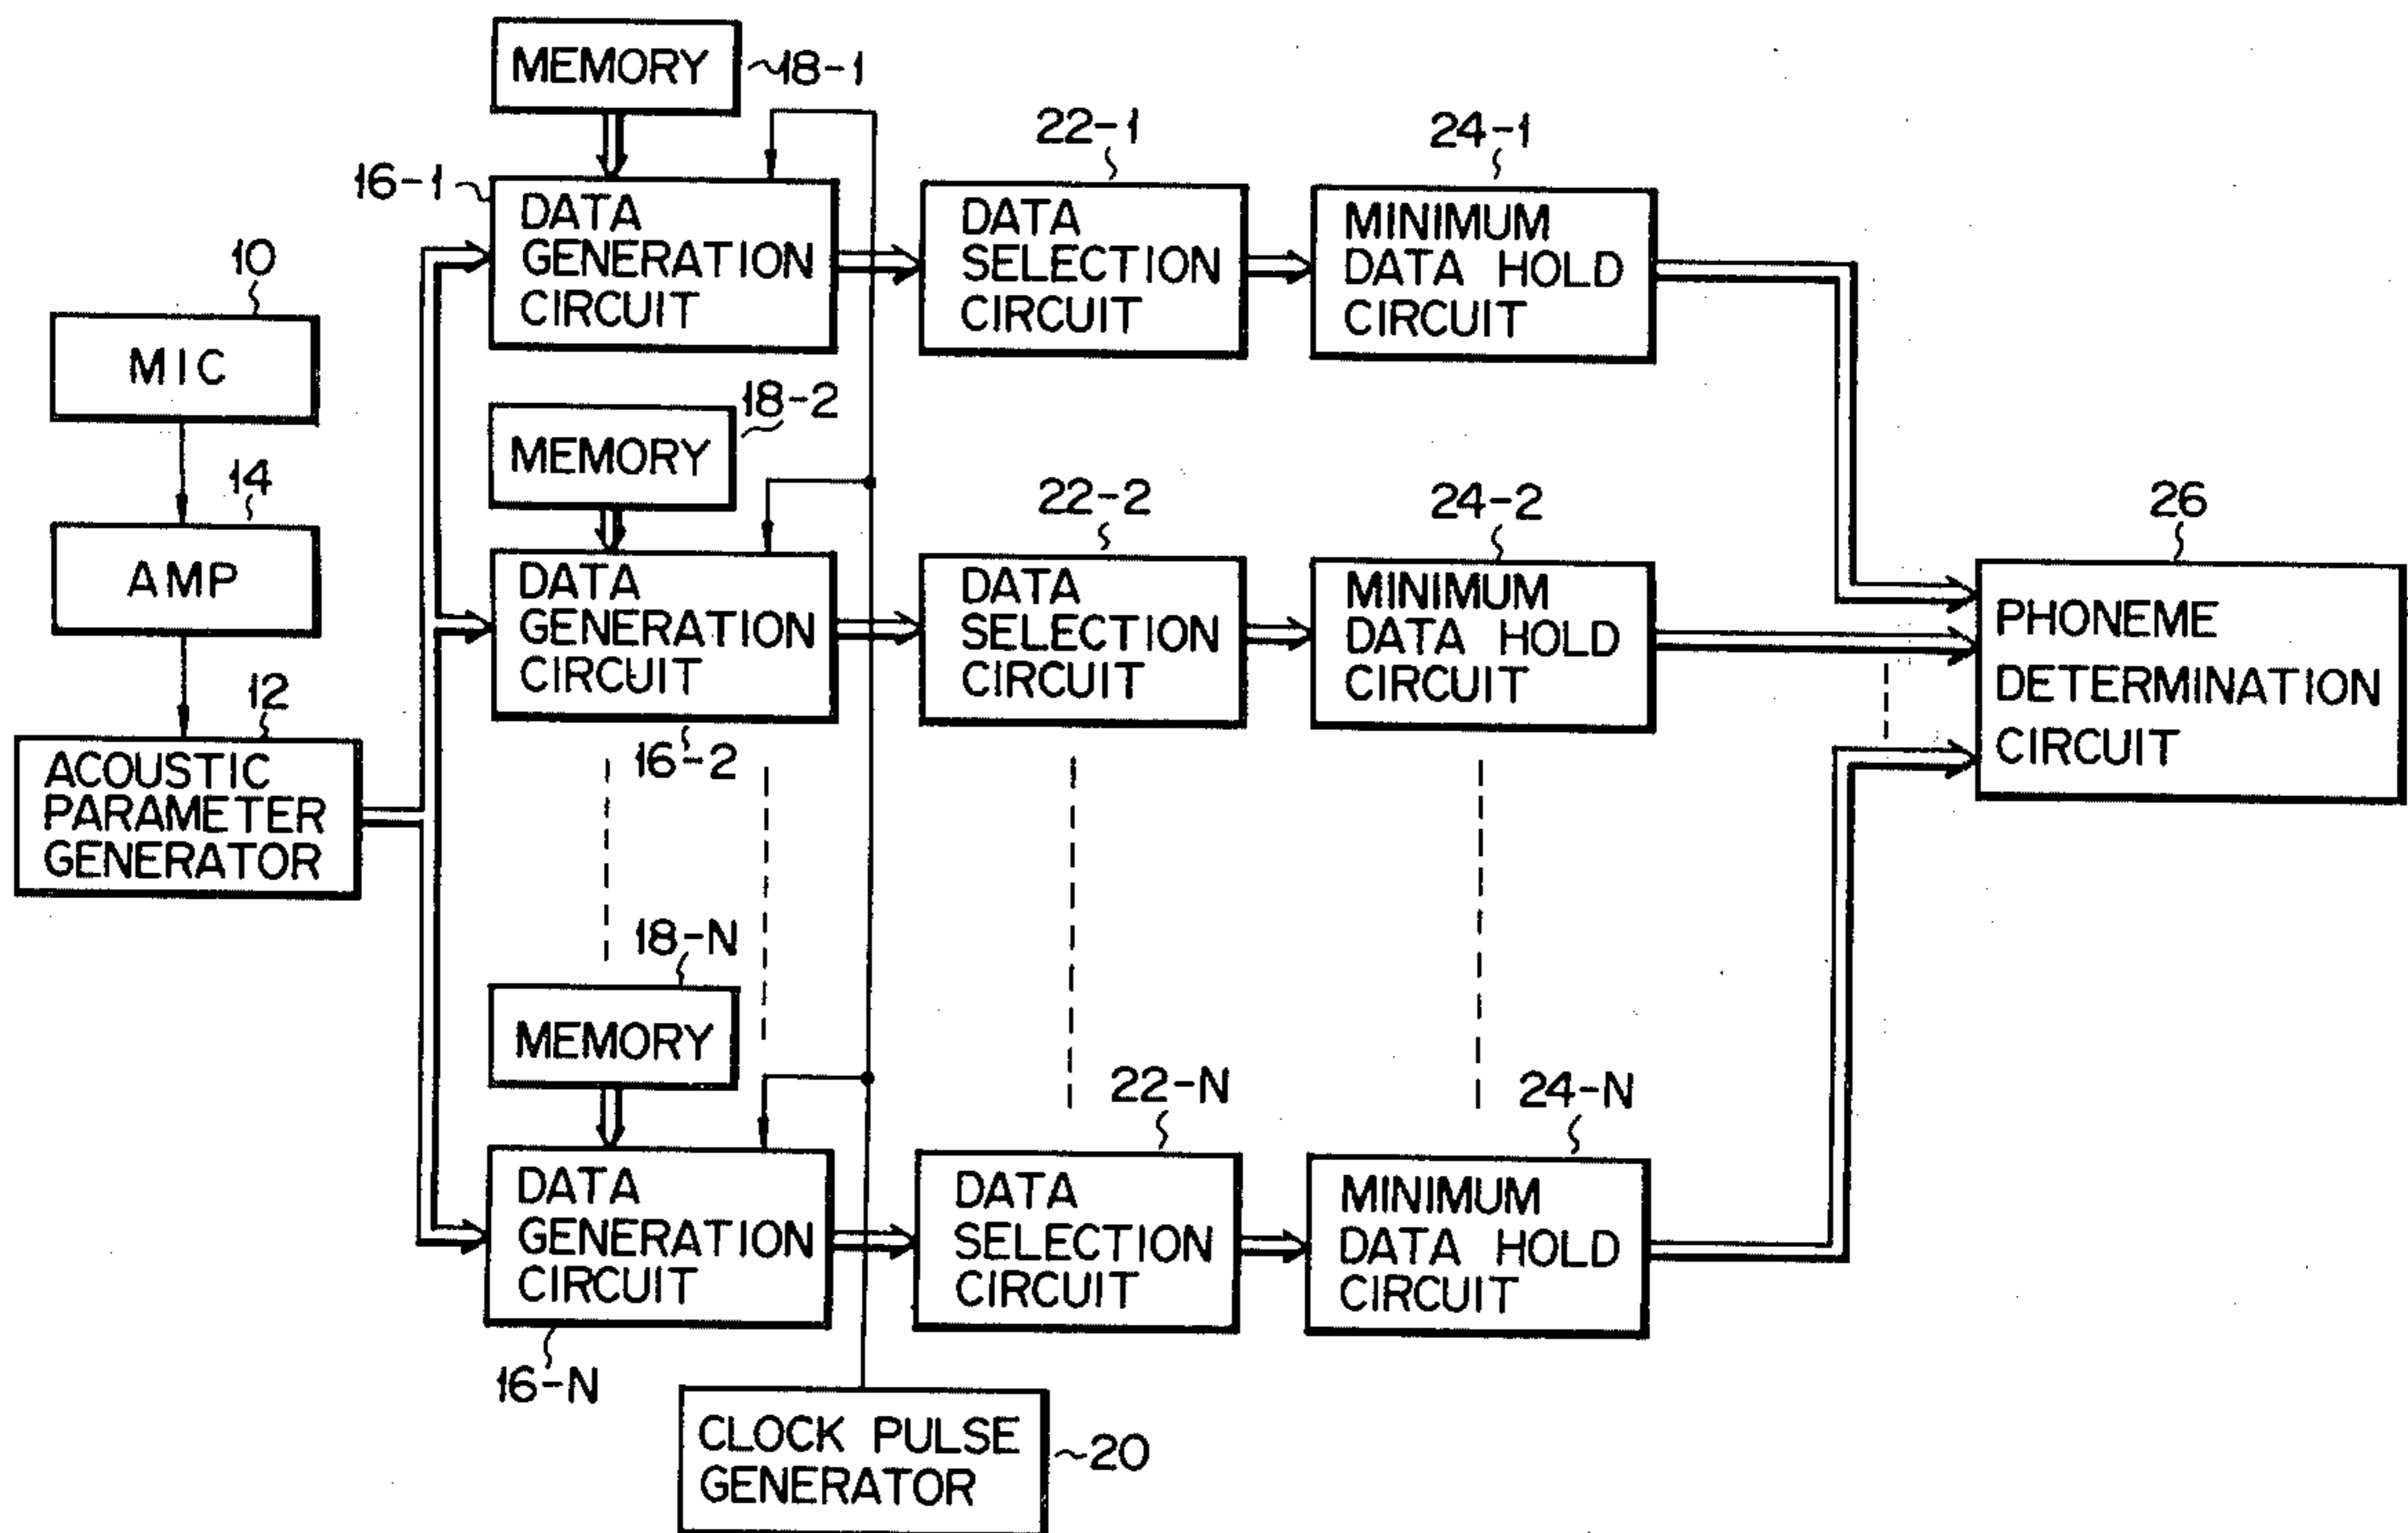 MEMORY
18-1
22-1
24-1
16-1
DATA
GENERATION
CIRCUIT
DATA
SELECTION
CIRCUIT
MINIMUM
DATA HOLD
CIRCUIT
10
MIC
18-2
MEMORY
14
AMP
22-2
24-2
26
DATA
GENERATION
CIRCUIT
DATA
SELECTION
CIRCUIT
MINIMUM
DATA HOLD
CIRCUIT
PHONEME
DETERMINATION
CIRCUIT
12
16-2
ACOUSTIC
PARAMETER
GENERATOR
18-N
MEMORY
22-N
24-N
DATA
GENERATION
CIRCUIT
DATA
SELECTION
CIRCUIT
MINIMUM
DATA HOLD
CIRCUIT
16-N
CLOCK PULSE
GENERATOR
20